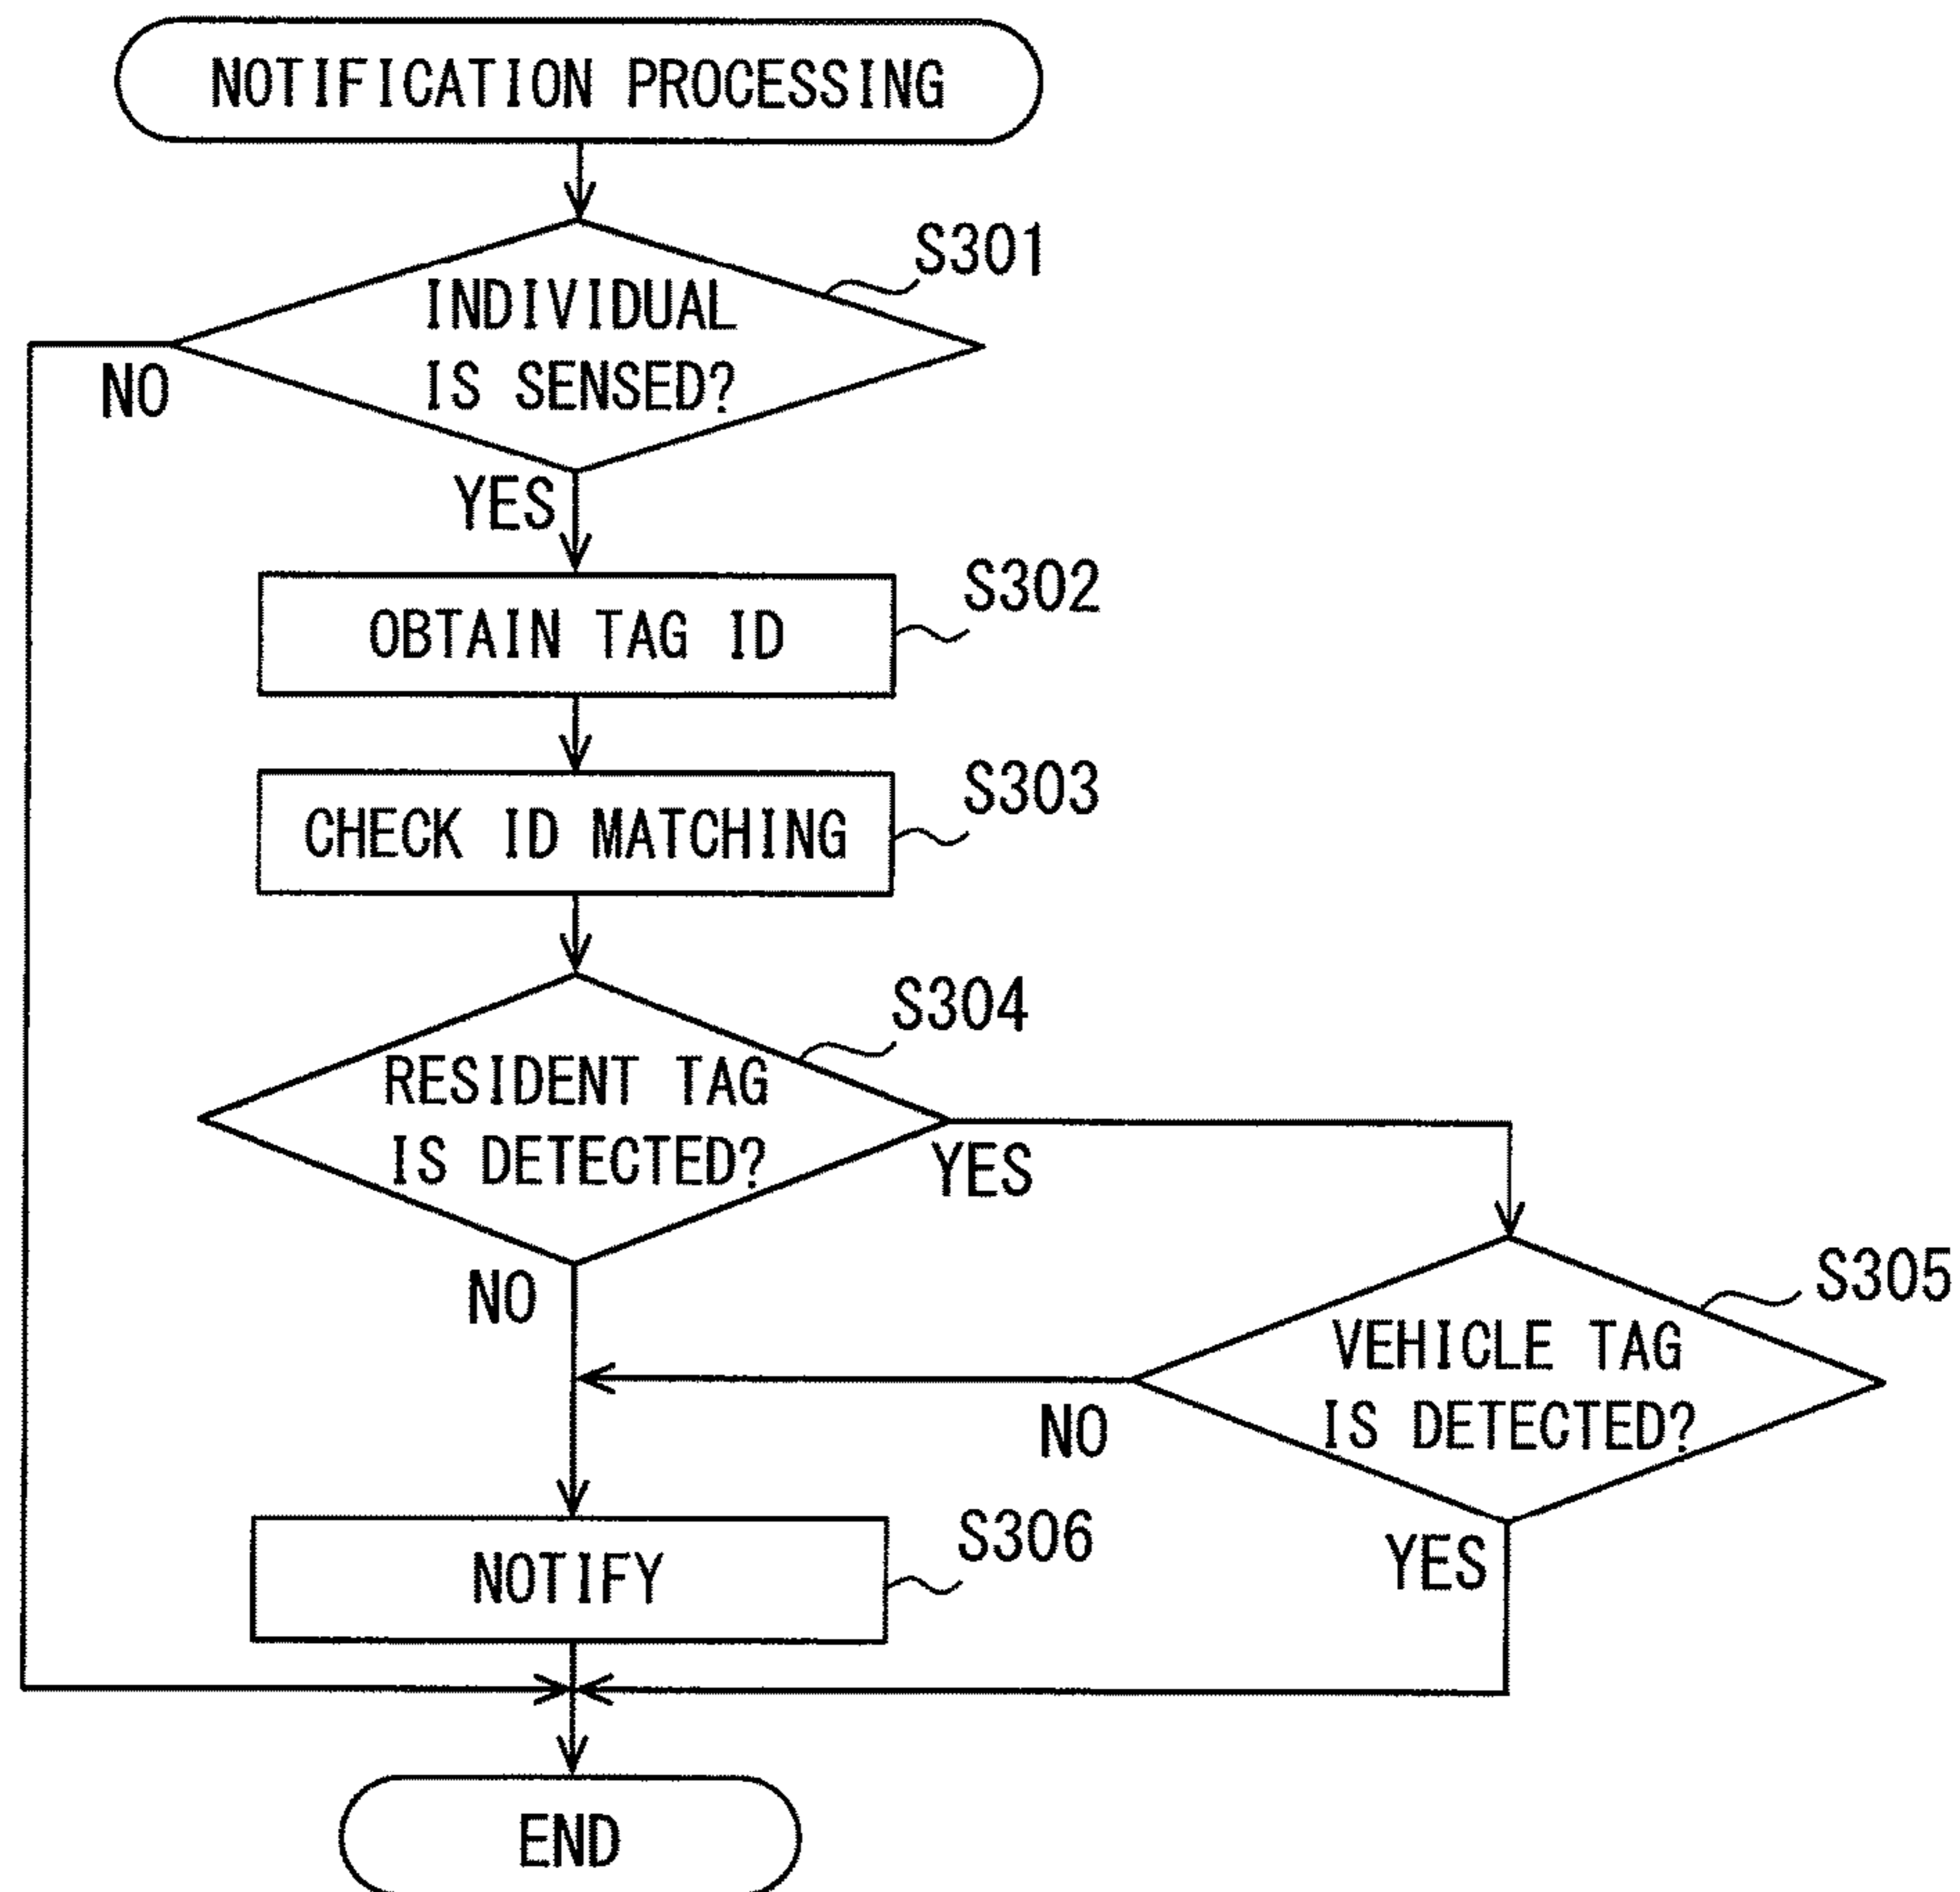 NOTIFICATION PROCESSING
S301
INDIVIDUAL
IS SENSED?
NO
YES
S302
OBTAIN TAG ID
S303
CHECK ID MATCHING
S304
RESIDENT TAG
IS DETECTED?
YES
NO
S305
VEHICLE TAG
IS DETECTED?
NO
YES
S306
NOTIFY
END